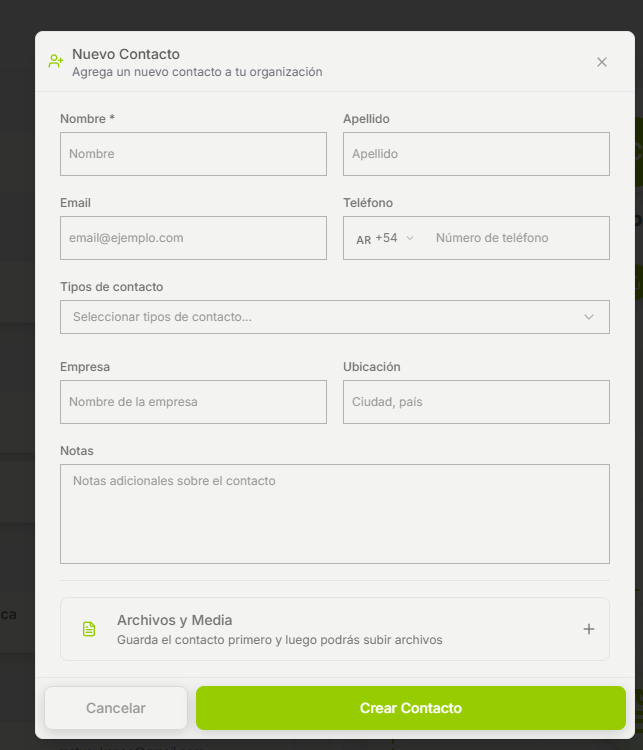 Nuevo Contacto
Agrega un nuevo contacto a tu organización
Nombre * Apellido
Nombre Apellido
Email Teléfono
email@ejemplo.com AR +54 Número de teléfono
Tipos de contacto
Seleccionar tipos de contacto...
Empresa Ubicación
Nombre de la empresa Ciudad, país
Notas
Notas adicionales sobre el contacto
ca
Archivos y Media
Guarda el contacto primero y luego podrás subir archivos
Cancelar Crear Contacto